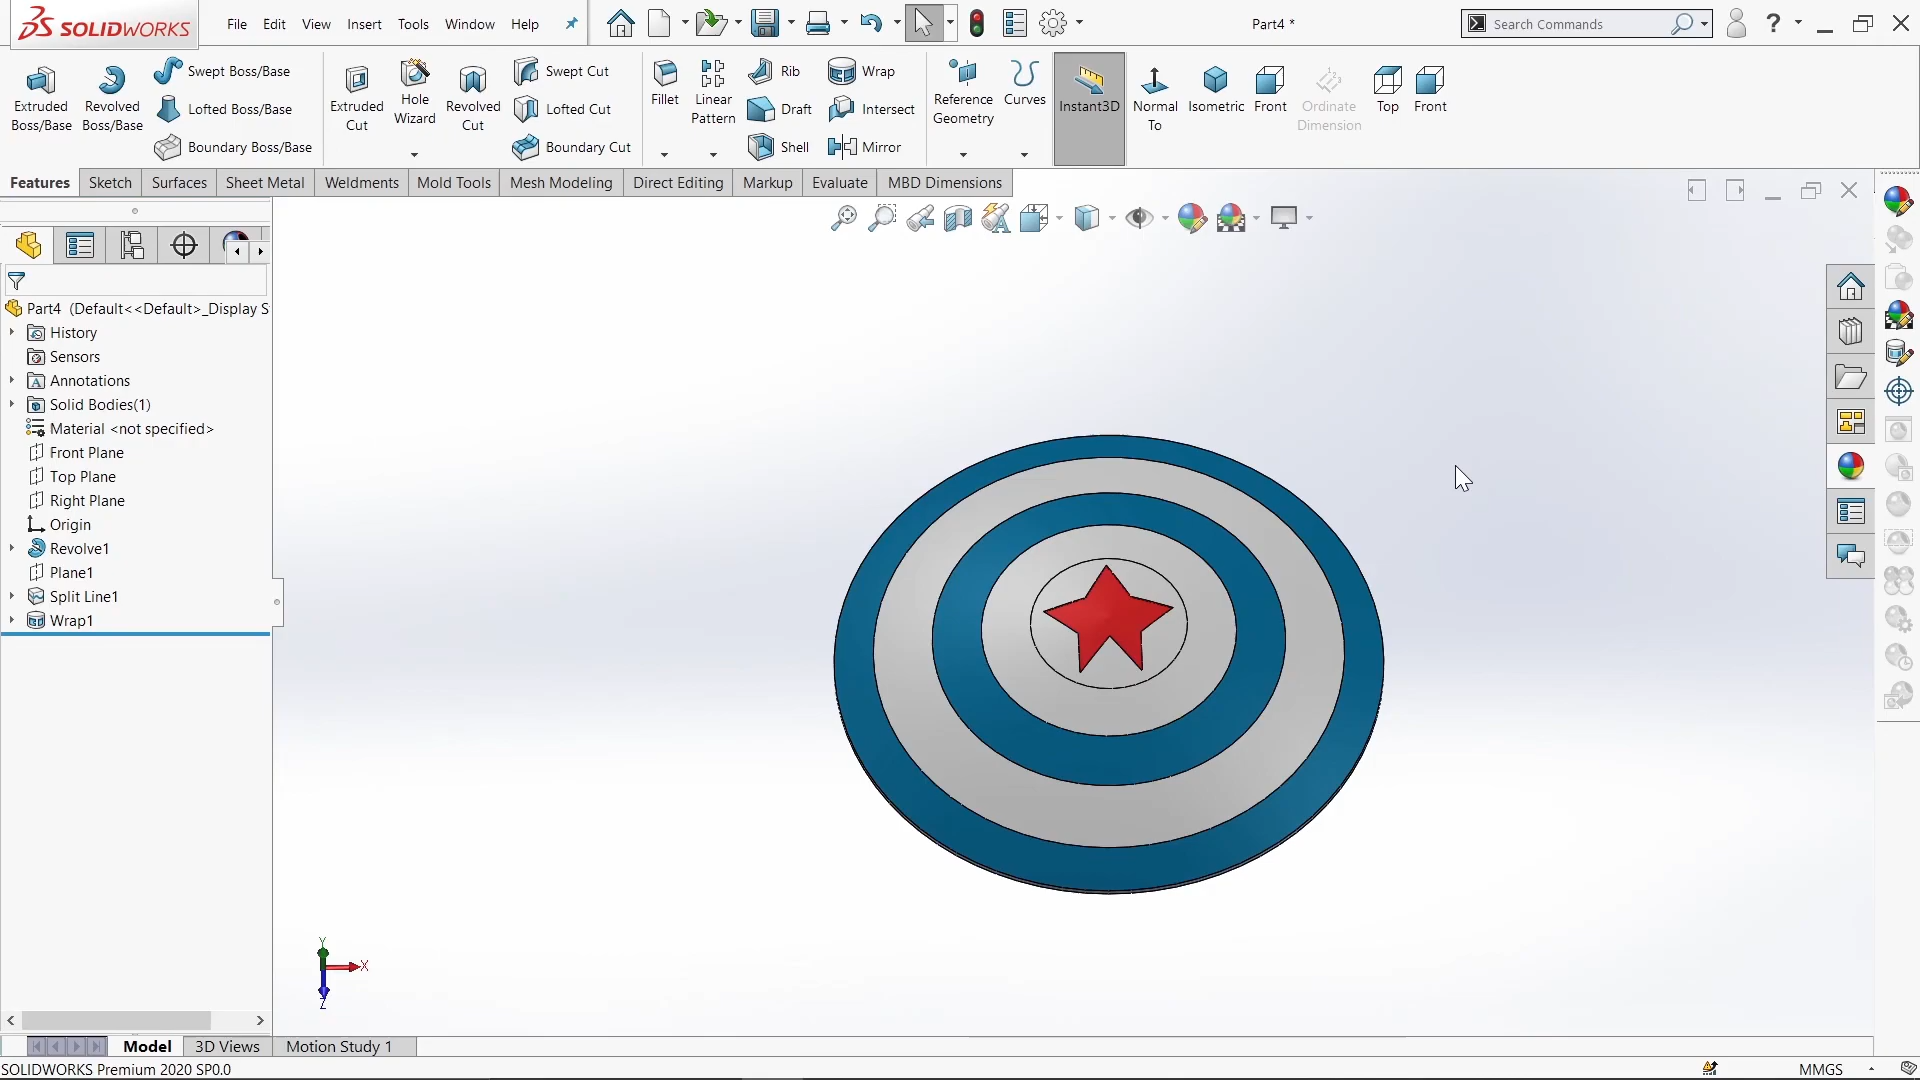 SOLIDWORKS File Edit View Insert Tools Window Help Part4 * Search Commands ?
Extruded Boss/Base
Revolved Boss/Base
Swept Boss/Base
Lofted Boss/Base
Boundary Boss/Base
Extruded Cut
Hole Wizard
Revolved Cut
Swept Cut
Lofted Cut
Boundary Cut
Fillet
Linear Pattern
Rib
Draft
Shell
Wrap
Intersect
Mirror
Reference Geometry
Curves
Instant3D
Normal To
Isometric
Front
Ordinate Dimension
Top
Front
Features Sketch Surfaces Sheet Metal Weldments Mold Tools Mesh Modeling Direct Editing Markup Evaluate MBD Dimensions
Part4 (Default<<Default>_Display S
History
Sensors
Annotations
Solid Bodies(1)
Material <not specified>
Front Plane
Top Plane
Right Plane
Origin
Revolve1
Plane1
Split Line1
Wrap1
Y
X
Z
Model 3D Views Motion Study 1
SOLIDWORKS Premium 2020 SP0.0 MMGS